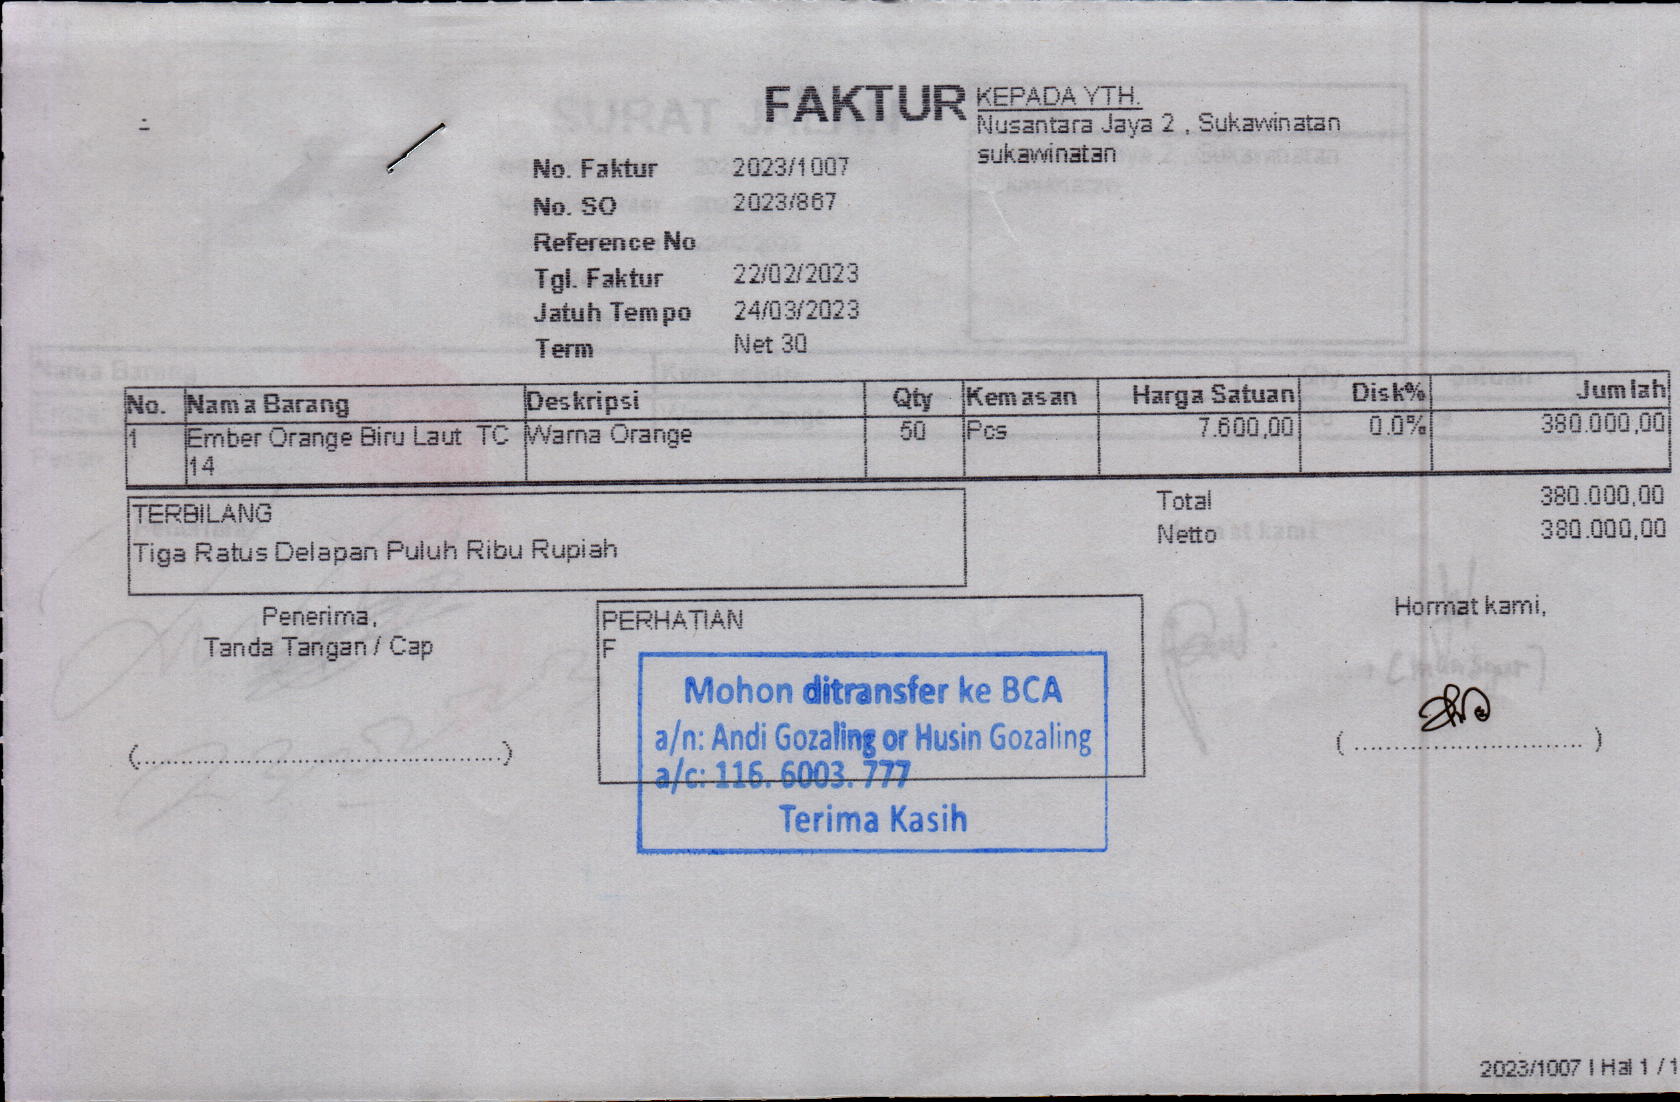 FAKTUR
KEPADA YTH.
Nusantara Jaya 2 , Sukawinatan
sukawinatan
No. Faktur 2023/1007
No. SO 2023/867
Reference No
Tgl. Faktur 22/02/2023
Jatuh Tempo 24/03/2023
Term Net 30
No. Nama Barang Deskripsi Qty Kemasan Harga Satuan Disk% Jumlah
1 Ember Orange Biru Laut TC Warna Orange 50 Pcs 7.600,00 0.0% 380.000,00
14
TERBILANG
Tiga Ratus Delapan Puluh Ribu Rupiah
Total 380.000,00
Netto 380.000,00
Penerima,
Tanda Tangan / Cap
PERHATIAN
F
Mohon ditransfer ke BCA
a/n: Andi Gozaling or Husin Gozaling
a/c: 116. 6003. 777
Terima Kasih
Hormat kami,
(............................................)
(............................)
2023/1007 | Hal 1 / 1